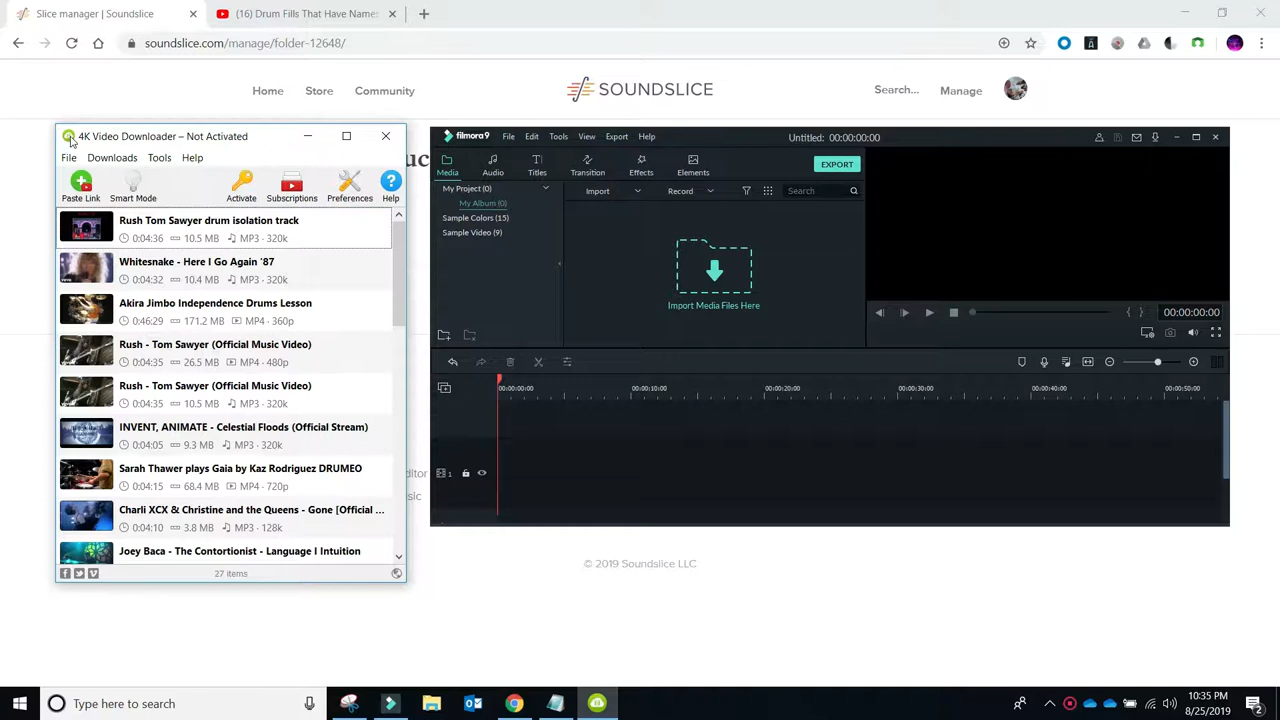 Slice manager | Soundslice
(16) Drum Fills That Have Names
soundslice.com/manage/folder-12648/
Home
Store
Community
SOUNDSLICE
Search...
Manage
4K Video Downloader – Not Activated
File
Downloads
Tools
Help
Paste Link
Smart Mode
Activate
Subscriptions
Preferences
Help
Rush Tom Sawyer drum isolation track
0:04:36
10.5 MB
MP3 · 320k
Whitesnake - Here I Go Again '87
0:04:32
10.4 MB
MP3 · 320k
Akira Jimbo Independence Drums Lesson
0:46:29
171.2 MB
MP4 · 360p
Rush - Tom Sawyer (Official Music Video)
0:04:35
26.5 MB
MP4 · 480p
Rush - Tom Sawyer (Official Music Video)
0:04:35
10.5 MB
MP3 · 320k
INVENT, ANIMATE - Celestial Floods (Official Stream)
0:04:05
9.3 MB
MP3 · 320k
Sarah Thawer plays Gaia by Kaz Rodriguez DRUMEO
0:04:15
68.4 MB
MP4 · 720p
Charli XCX & Christine and the Queens - Gone [Official ...
0:04:10
3.8 MB
MP3 · 128k
Joey Baca - The Contortionist - Language I Intuition
27 items
uc
editor
sic
filmora9
File
Edit
Tools
View
Export
Help
Untitled: 00:00:00:00
Media
Audio
Titles
Transition
Effects
Elements
EXPORT
My Project (0)
My Album (0)
Sample Colors (15)
Sample Video (9)
Import
Record
Search
Import Media Files Here
00:00:00:00
00:00:00:00
00:00:10:00
00:00:20:00
00:00:30:00
00:00:40:00
00:00:50:00
1
© 2019 Soundslice LLC
Type here to search
10:35 PM
8/25/2019
2